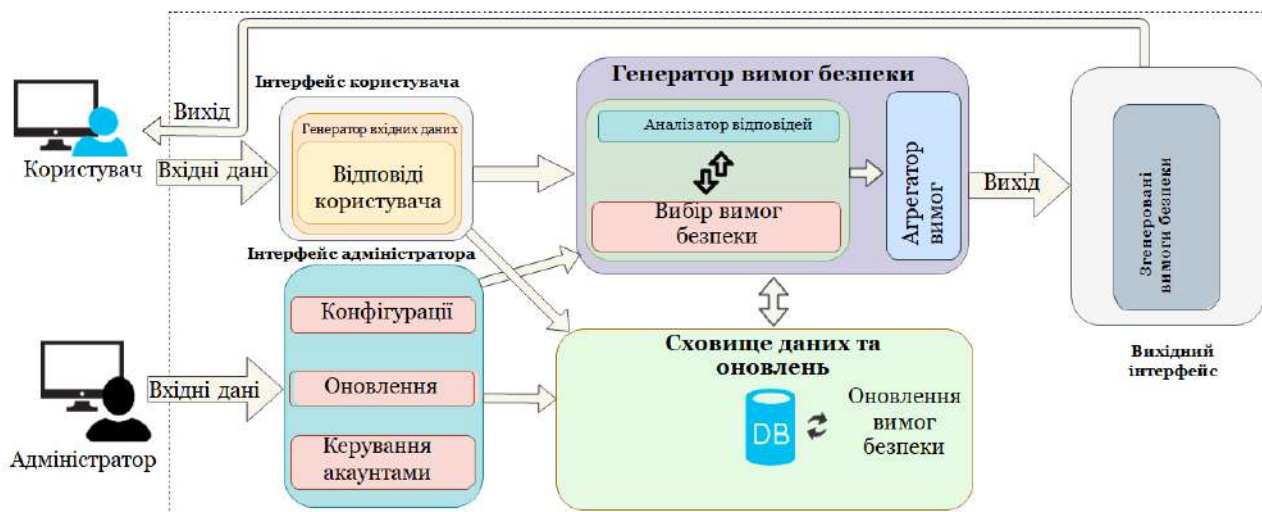 Інтерфейс користувача
Генератор вхідних даних
Відповіді
користувача
Вихід
Вхідні дані
Користувач
Генератор вимог безпеки
Аналізатор відповідей
Вибір вимог
безпеки
Агрегатор
вимог
Вихід
Згенеровані
вимоги безпеки
Вихідний
інтерфейс
Інтерфейс адміністратора
Конфігурації
Оновлення
Керування
акаунтами
Вхідні дані
Адміністратор
Сховище даних та
оновлень
DB
Оновлення
вимог
безпеки